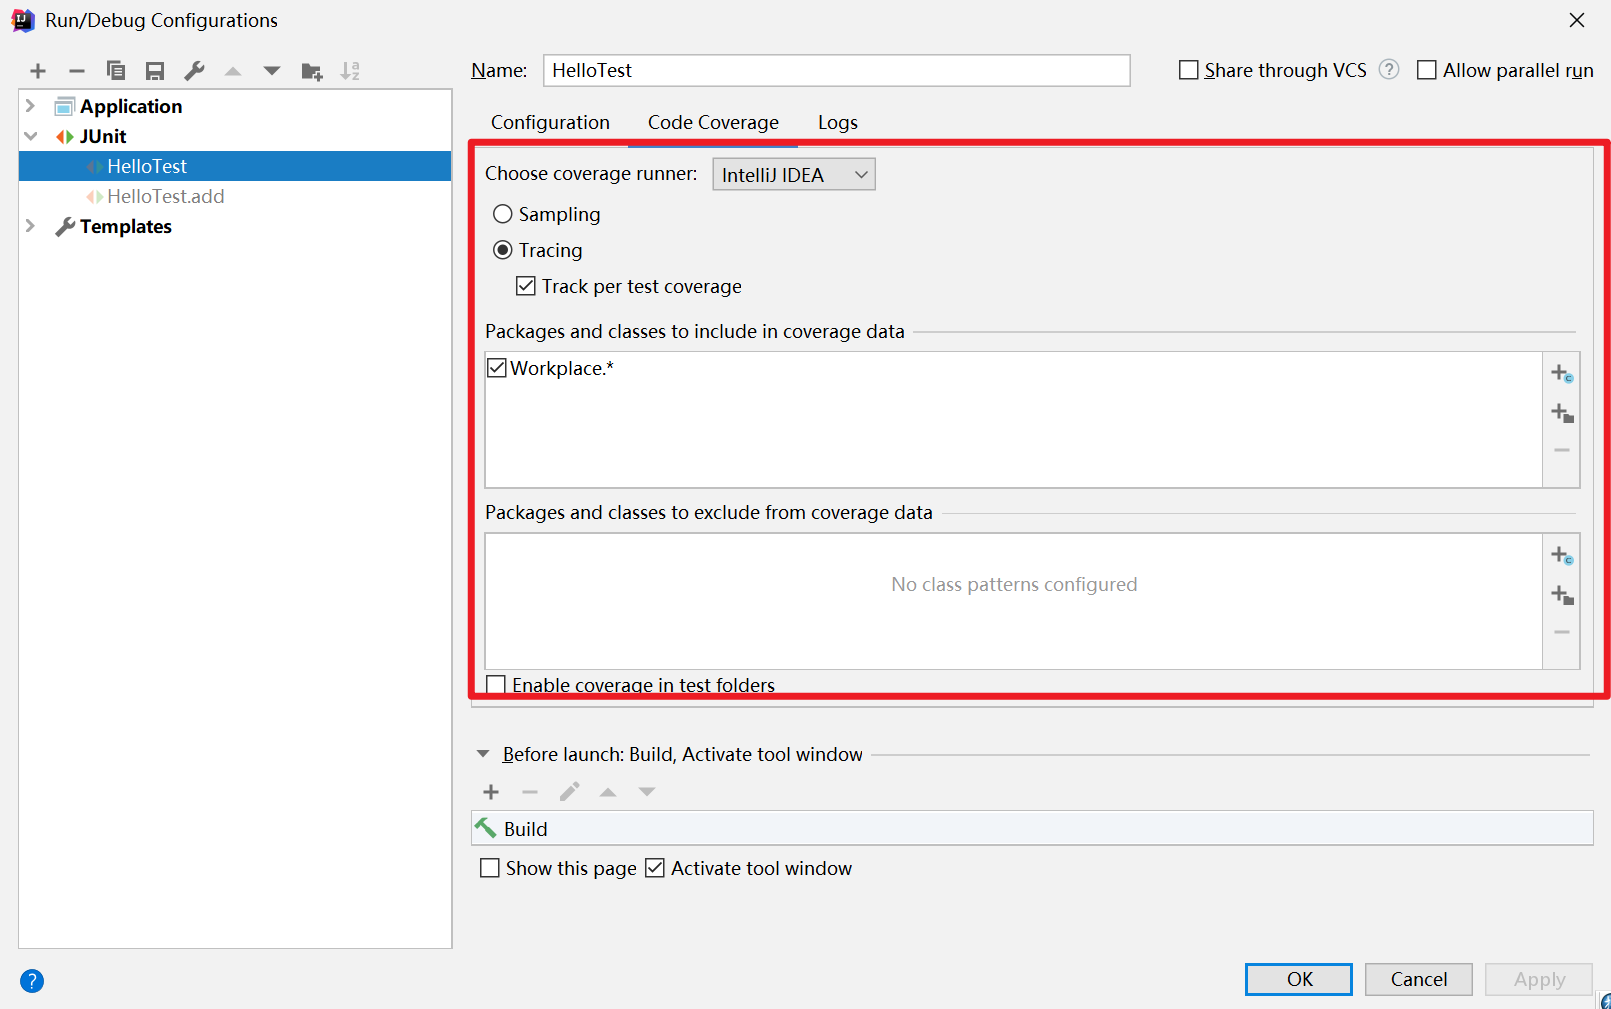 Run/Debug Configurations
Name: HelloTest Share through VCS ? Allow parallel run
Application
JUnit
HelloTest
HelloTest.add
Templates
Configuration Code Coverage Logs
Choose coverage runner: IntelliJ IDEA
Sampling
Tracing
Track per test coverage
Packages and classes to include in coverage data
Workplace.*
Packages and classes to exclude from coverage data
No class patterns configured
Enable coverage in test folders
Before launch: Build, Activate tool window
Build
Show this page Activate tool window
? OK Cancel Apply